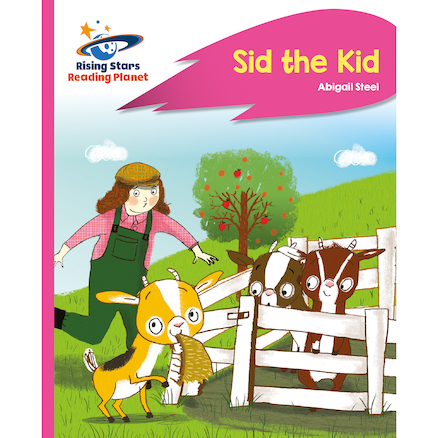 Rising Stars
Reading Planet
Sid the Kid
Abigail Steel